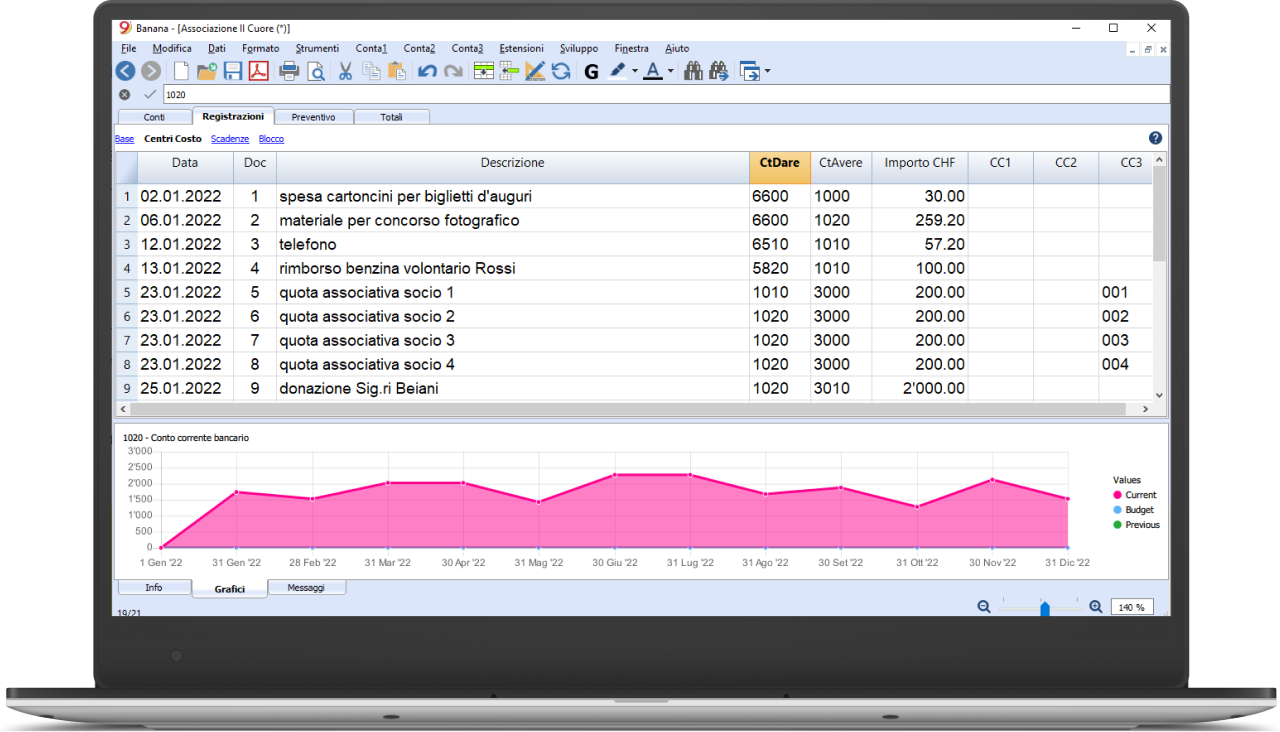 9 Banana - [Associazione Il Cuore (*)]
File Modifica Dati Formato Strumenti Conta1 Conta2 Conta3 Estensioni Sviluppo Finestra Aiuto
G A
1020
Conti Registrazioni Preventivo Totali
Base Centri Costo Scadenze Blocco ?
Data Doc Descrizione CtDare CtAvere Importo CHF CC1 CC2 CC3
1 02.01.2022 1 spesa cartoncini per biglietti d'auguri 6600 1000 30.00
2 06.01.2022 2 materiale per concorso fotografico 6600 1020 259.20
3 12.01.2022 3 telefono 6510 1010 57.20
4 13.01.2022 4 rimborso benzina volontario Rossi 5820 1010 100.00
5 23.01.2022 5 quota associativa socio 1 1010 3000 200.00 001
6 23.01.2022 6 quota associativa socio 2 1020 3000 200.00 002
7 23.01.2022 7 quota associativa socio 3 1020 3000 200.00 003
8 23.01.2022 8 quota associativa socio 4 1020 3000 200.00 004
9 25.01.2022 9 donazione Sig.ri Beiani 1020 3010 2'000.00
1020 - Conto corrente bancario
3'000
2'500
2'000
1'500
1'000
500
0
1 Gen '22 31 Gen '22 28 Feb '22 31 Mar '22 30 Apr '22 31 Mag '22 30 Giu '22 31 Lug '22 31 Ago '22 30 Set '22 31 Ott '22 30 Nov '22 31 Dic '22
Values
Current
Budget
Previous
Info Grafici Messaggi
19/21
140 %